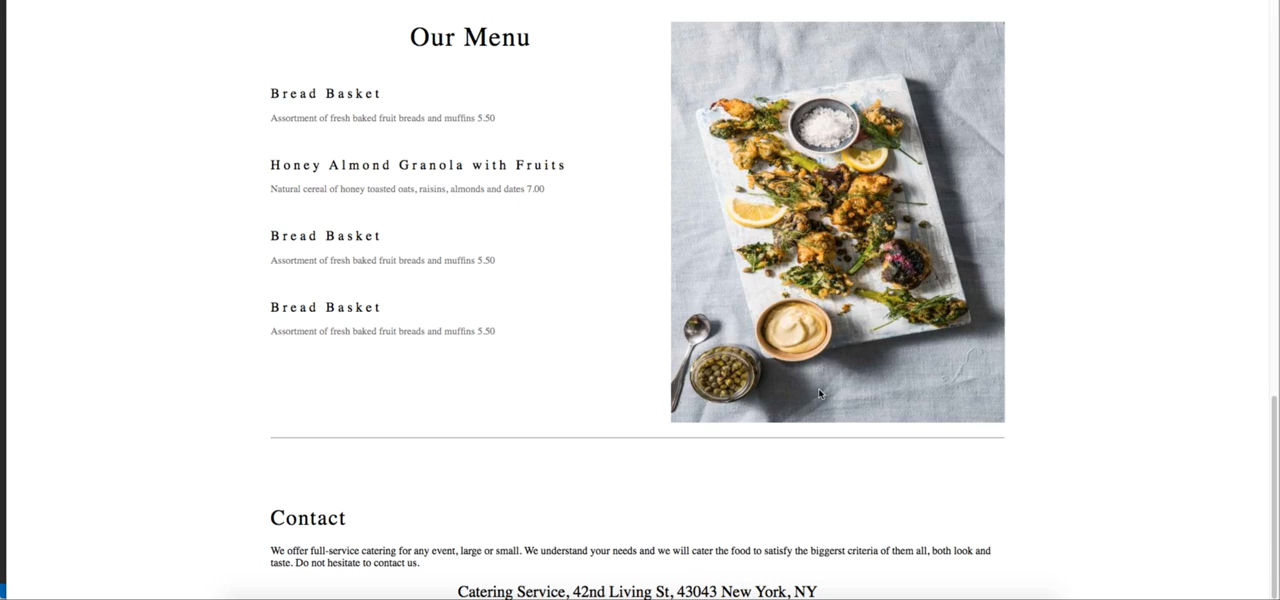 Our Menu
Bread Basket
Assortment of fresh baked fruit breads and muffins 5.50
Honey Almond Granola with Fruits
Natural cereal of honey toasted oats, raisins, almonds and dates 7.00
Bread Basket
Assortment of fresh baked fruit breads and muffins 5.50
Bread Basket
Assortment of fresh baked fruit breads and muffins 5.50
Contact
We offer full-service catering for any event, large or small. We understand your needs and we will cater the food to satisfy the biggerst criteria of them all, both look and
taste. Do not hesitate to contact us.
Catering Service, 42nd Living St, 43043 New York, NY